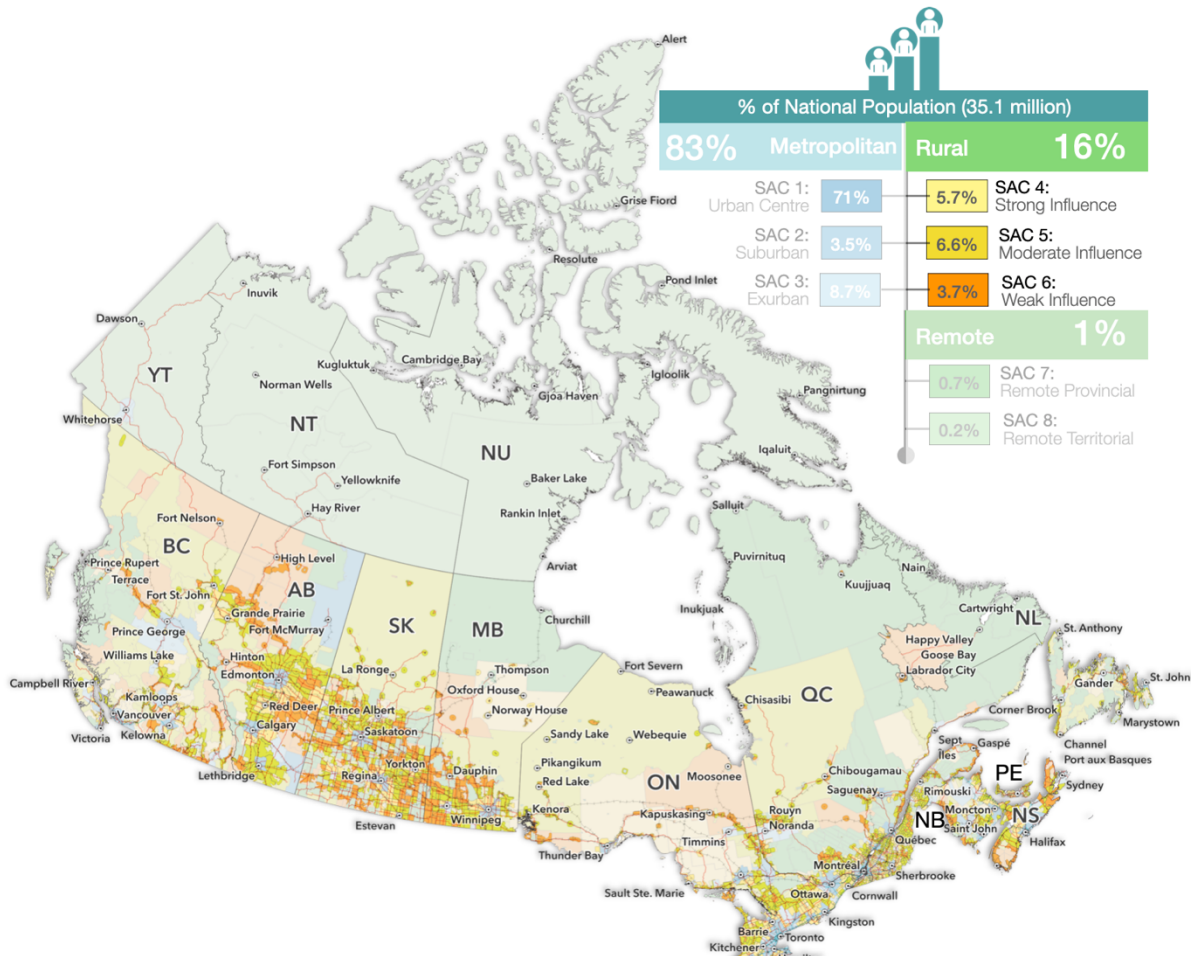 Alert
% of National Population (35.1 million)
83% Metropolitan
Rural 16%
SAC 1:
Urban Centre
71%
5.7%
SAC 4:
Strong Influence
SAC 2:
Suburban
3.5%
6.6%
SAC 5:
Moderate Influence
SAC 3:
Exurban
8.7%
3.7%
SAC 6:
Weak Influence
Remote 1%
0.7%
SAC 7:
Remote Provincial
0.2%
SAC 8:
Remote Territorial
Grise Fiord
Resolute
Pond Inlet
Inuvik
Dawson
Cambridge Bay
Kugluktuk
Igloolik
YT
Norman Wells
Gjoa Haven
Pangnirtung
Whitehorse
NT
NU
Iqaluit
Fort Simpson
Yellowknife
Baker Lake
Hay River
Rankin Inlet
Salluit
Fort Nelson
BC
High Level
Arviat
Puvirnituq
Nain
Prince Rupert
Terrace
AB
Kuujjuaq
Fort St. John
Grande Prairie
Inukjuak
Cartwright
NL
Prince George
Fort McMurray
SK
MB
Churchill
St. Anthony
Happy Valley
Goose Bay
Williams Lake
Hinton
Edmonton
La Ronge
Thompson
Fort Severn
Labrador City
Gander
St. John
Campbell River
Kamloops
Oxford House
Peawanuck
QC
Chisasibi
Vancouver
Red Deer
Prince Albert
Norway House
Corner Brook
Marystown
Victoria
Kelowna
Calgary
Saskatoon
Sandy Lake
Webequie
Sept
Îles
Gaspé
Channel
Port aux Basques
Lethbridge
Regina
Yorkton
Dauphin
Pikangikum
Red Lake
ON
Moosonee
Chibougamau
Saguenay
Rimouski
PE
Sydney
Estevan
Winnipeg
Kenora
Kapuskasing
Rouyn
Noranda
NB
Moncton
NS
Saint John
Halifax
Thunder Bay
Timmins
Québec
Montréal
Sherbrooke
Sault Ste. Marie
Ottawa
Cornwall
Kingston
Barrie
Toronto
Kitchener